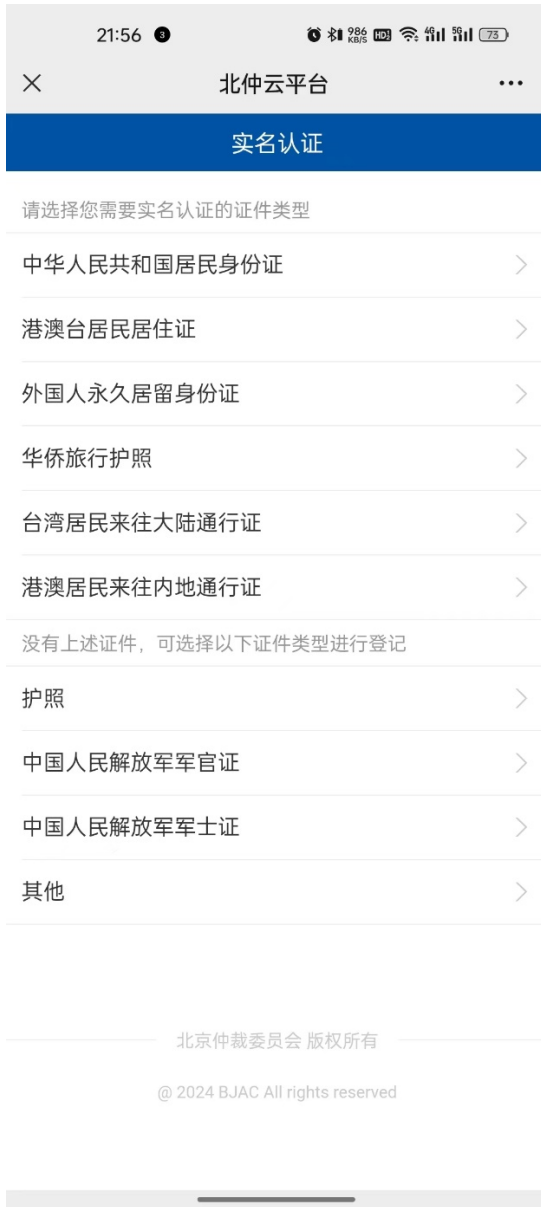 21:56 3 986 KB/S HD 4G 5G 73
北仲云平台
实名认证
请选择您需要实名认证的证件类型
中华人民共和国居民身份证
港澳台居民居住证
外国人永久居留身份证
华侨旅行护照
台湾居民来往大陆通行证
港澳居民来往内地通行证
没有上述证件，可选择以下证件类型进行登记
护照
中国人民解放军军官证
中国人民解放军军士证
其他
北京仲裁委员会 版权所有
@ 2024 BJAC All rights reserved